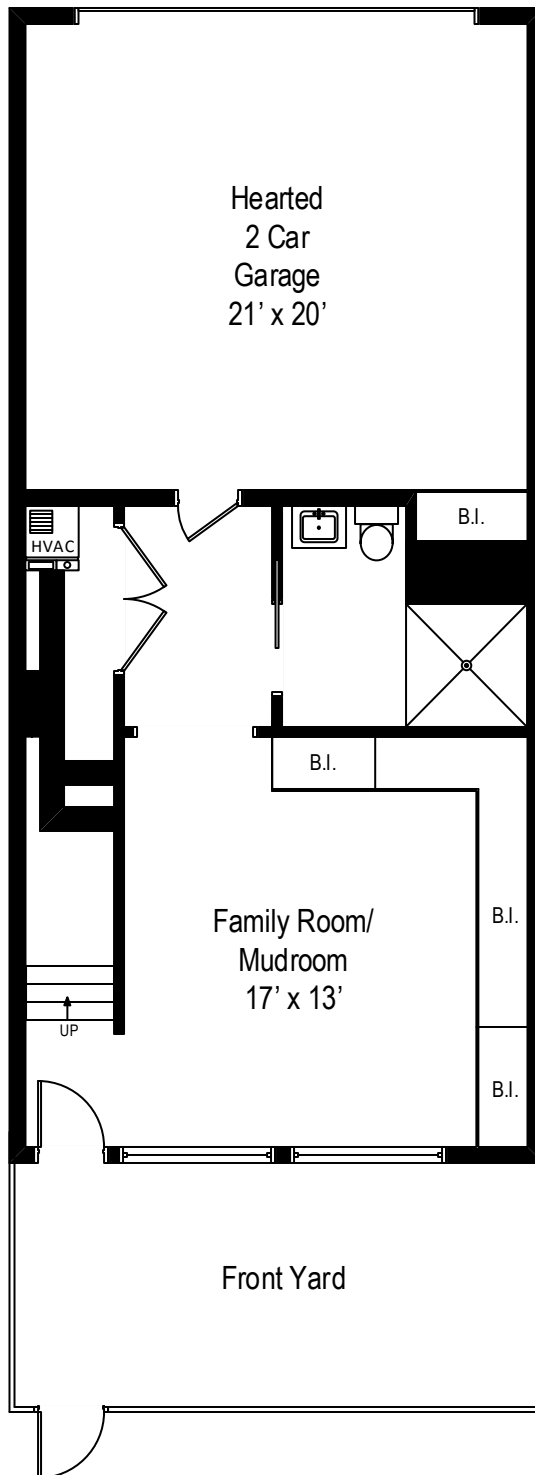 Hearted
2 Car
Garage
21’ x 20’
B.I.
HVAC
B.I.
B.I.
Family Room/
Mudroom
17’ x 13’
UP
B.I.
Front Yard